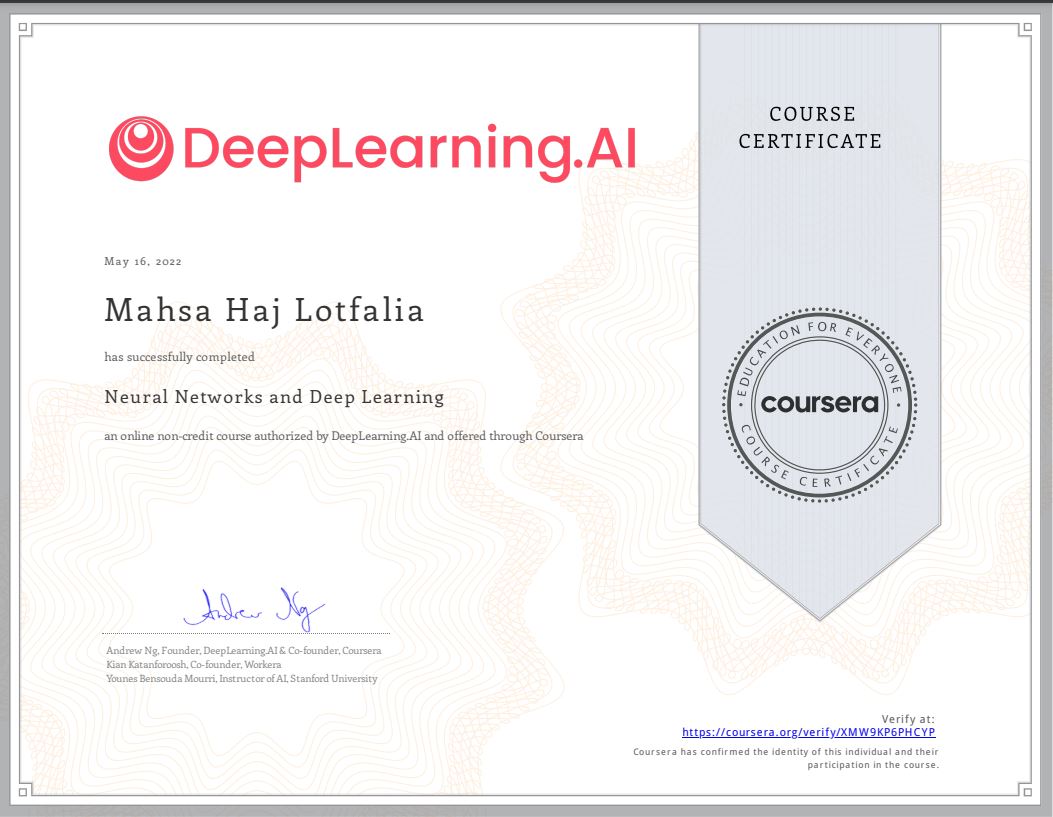 DeepLearning.AI
COURSE
CERTIFICATE
May 16, 2022
Mahsa Haj Lotfalia
has successfully completed
Neural Networks and Deep Learning
an online non-credit course authorized by DeepLearning.AI and offered through Coursera
EDUCATION FOR EVERYONE
coursera
COURSE CERTIFICATE
Andrew Ng
Andrew Ng, Founder, DeepLearning.AI & Co-founder, Coursera
Kian Katanforoosh, Co-founder, Workera
Younes Bensouda Mourri, Instructor of AI, Stanford University
Verify at:
https://coursera.org/verify/XMW9KP6PHCYP
Coursera has confirmed the identity of this individual and their
participation in the course.